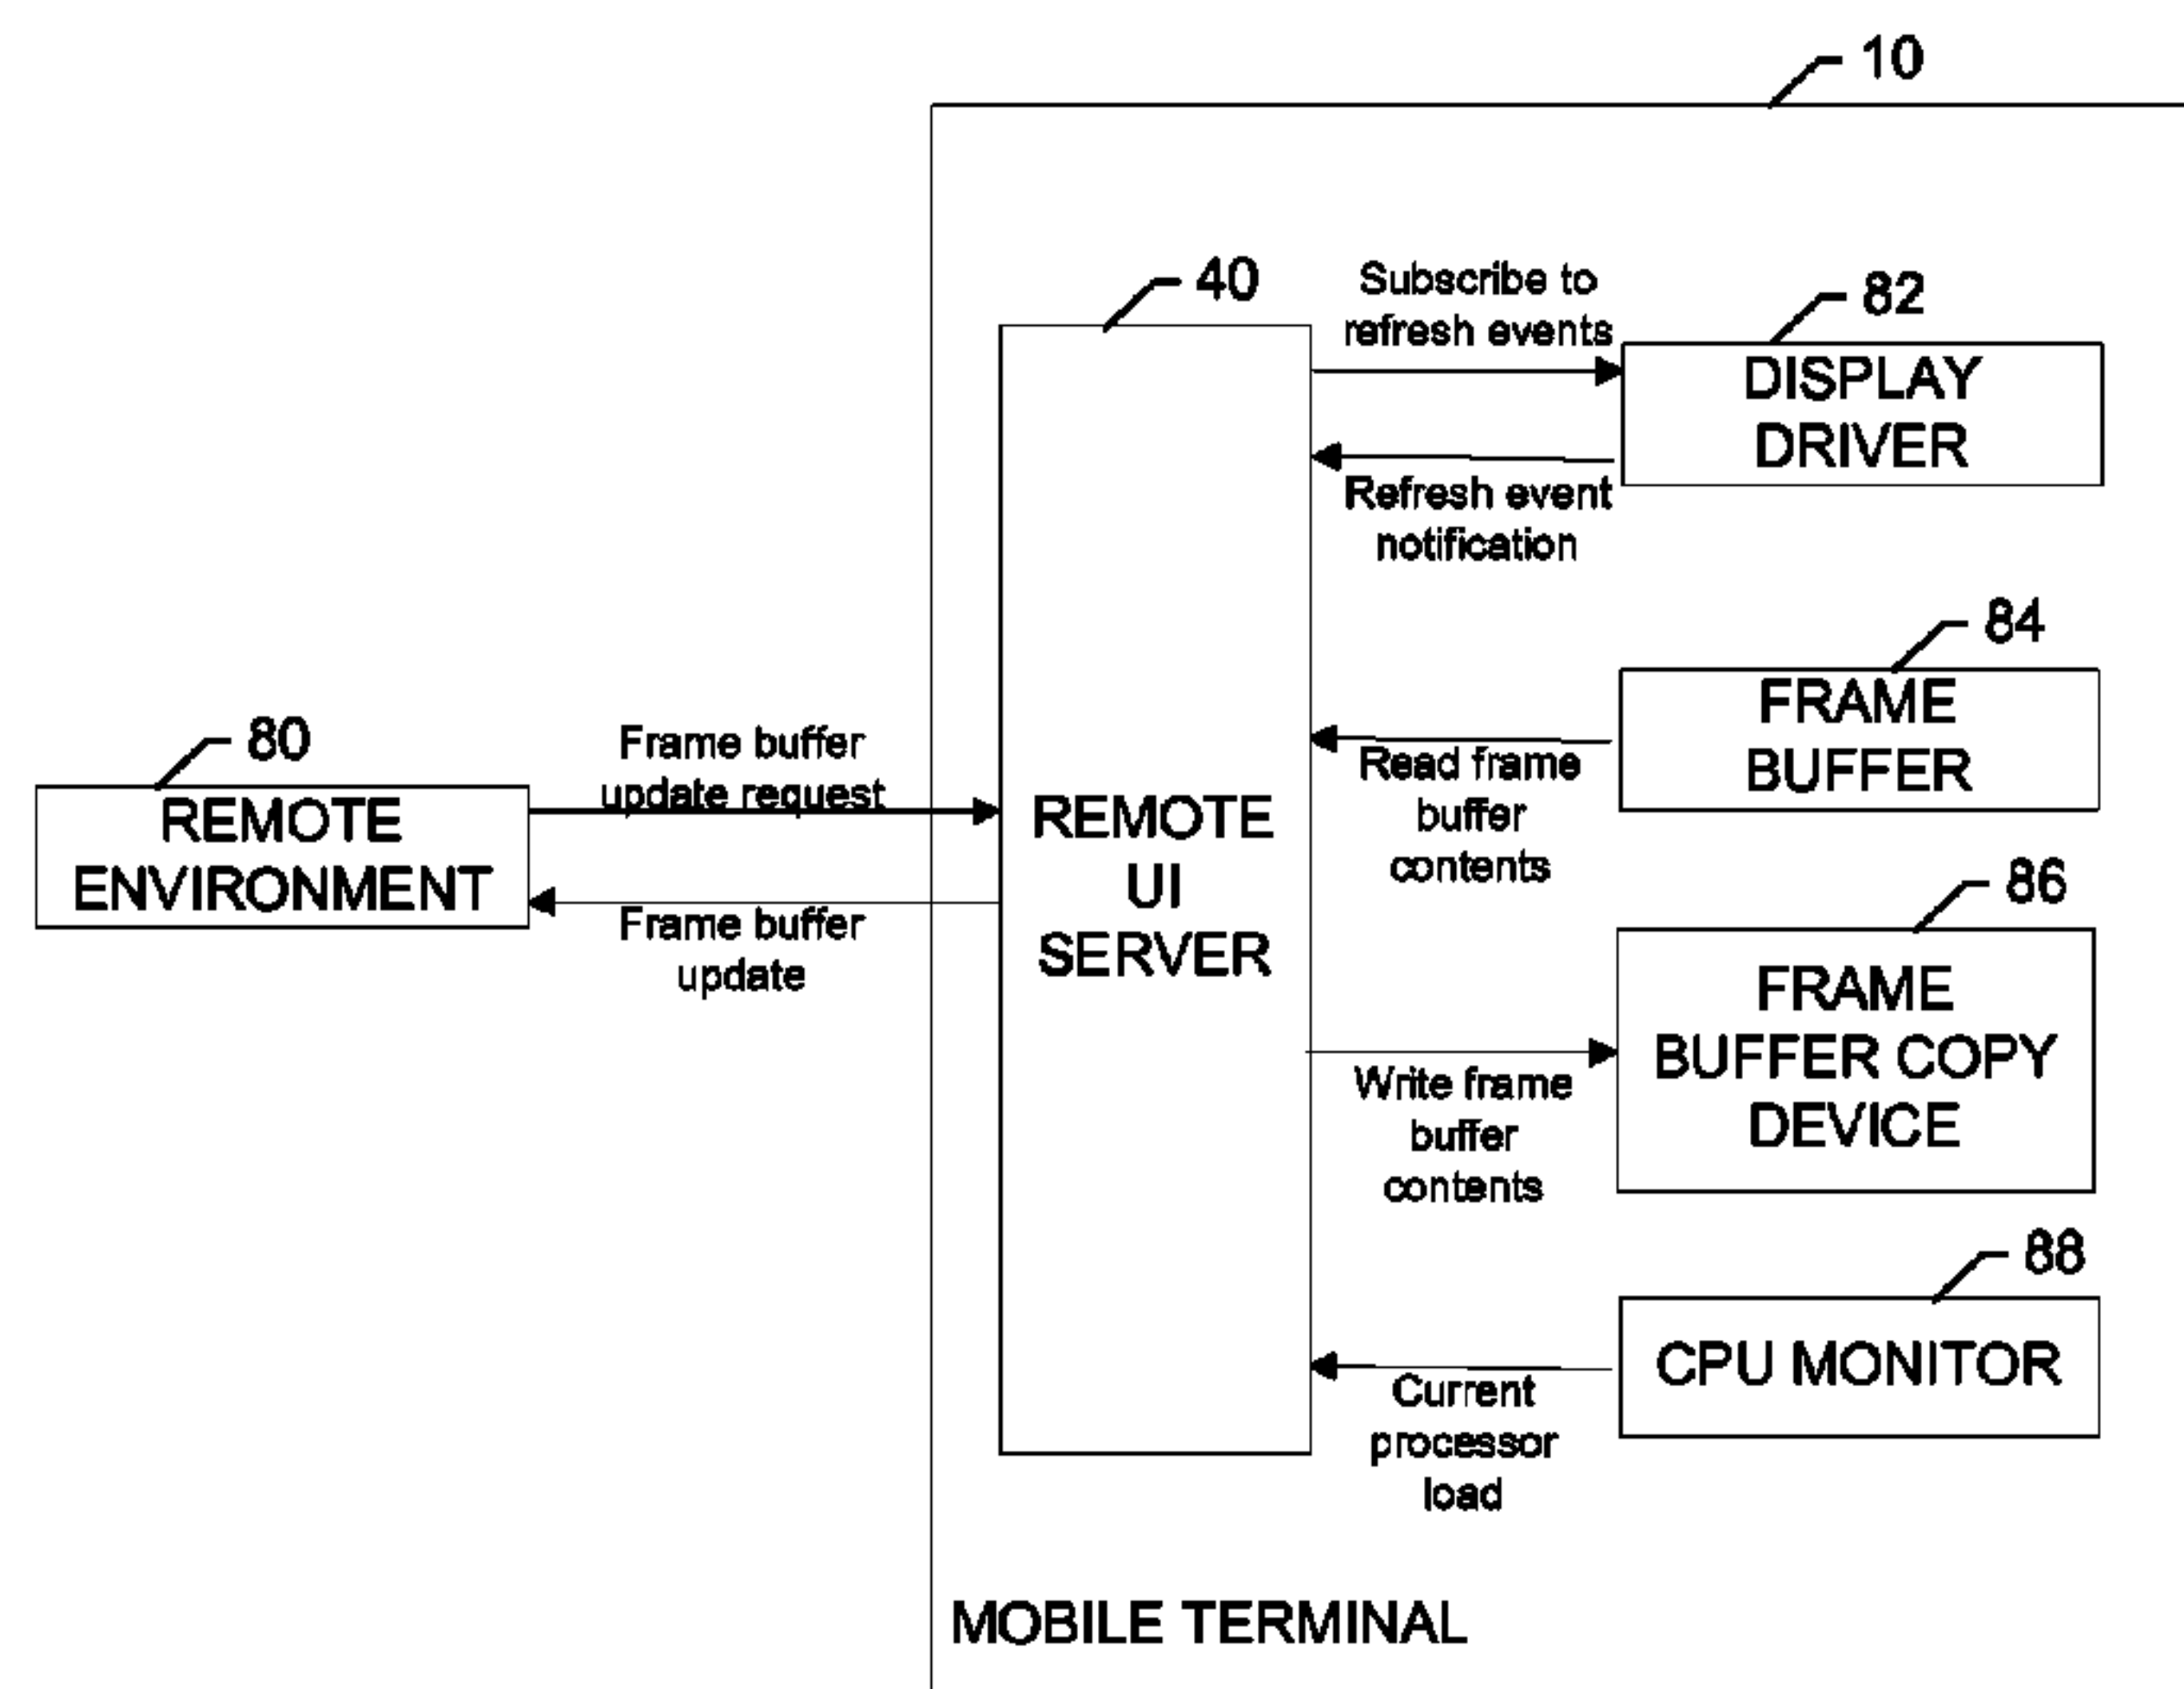 10
40
Subscribe to
refresh events
82
DISPLAY
DRIVER
Refresh event
notification
84
FRAME
BUFFER
Read frame
buffer
contents
80
REMOTE
ENVIRONMENT
Frame buffer
update request
Frame buffer
update
REMOTE
UI
SERVER
86
FRAME
BUFFER COPY
DEVICE
Write frame
buffer
contents
88
CPU MONITOR
Current
processor
load
MOBILE TERMINAL